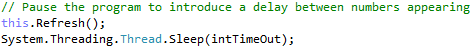 // Pause the program to introduce a delay between numbers appearing
this.Refresh();
System.Threading.Thread.Sleep(intTimeOut);